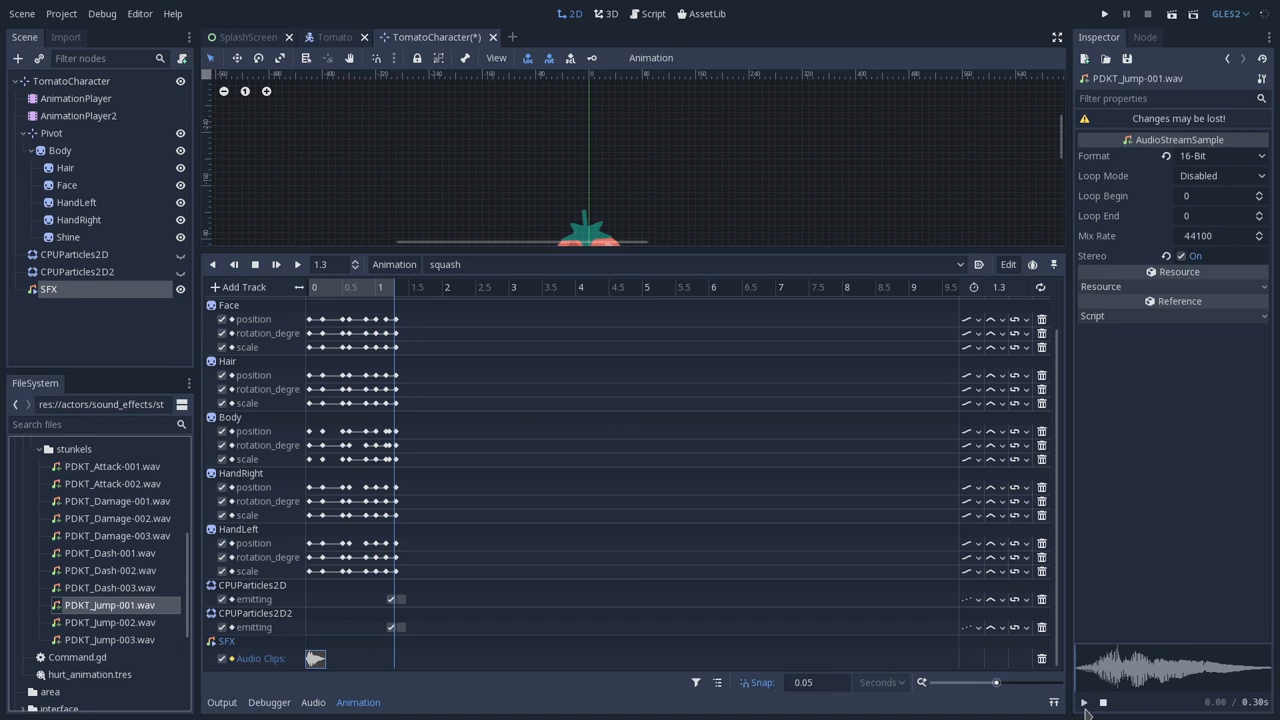 Scene Project Debug Editor Help 2D 3D Script AssetLib GLES2
Scene Import
Filter nodes
TomatoCharacter
AnimationPlayer
AnimationPlayer2
Pivot
Body
Hair
Face
HandLeft
HandRight
Shine
CPUParticles2D
CPUParticles2D2
SFX
FileSystem
res://actors/sound_effects/st
Search files
stunkels
PDKT_Attack-001.wav
PDKT_Attack-002.wav
PDKT_Damage-001.wav
PDKT_Damage-002.wav
PDKT_Damage-003.wav
PDKT_Dash-001.wav
PDKT_Dash-002.wav
PDKT_Dash-003.wav
PDKT_Jump-001.wav
PDKT_Jump-002.wav
PDKT_Jump-003.wav
Command.gd
hurt_animation.tres
area
interface
SplashScreen Tomato TomatoCharacter(*)
View Animation
1.3 Animation squash Edit
Add Track 0 0.5 1 1.5 2 2.5 3 3.5 4 4.5 5 5.5 6 6.5 7 7.5 8 8.5 9 9.5 1.3
Face
position
rotation_degre
scale
Hair
position
rotation_degre
scale
Body
position
rotation_degre
scale
HandRight
position
rotation_degre
scale
HandLeft
position
rotation_degre
scale
CPUParticles2D
emitting
CPUParticles2D2
emitting
SFX
Audio Clips:
Snap: 0.05 Seconds
Output Debugger Audio Animation
Inspector Node
PDKT_Jump-001.wav
Filter properties
Changes may be lost!
AudioStreamSample
Format 16-Bit
Loop Mode Disabled
Loop Begin 0
Loop End 0
Mix Rate 44100
Stereo On
Resource
Resource
Reference
Script
0.00 / 0.30s